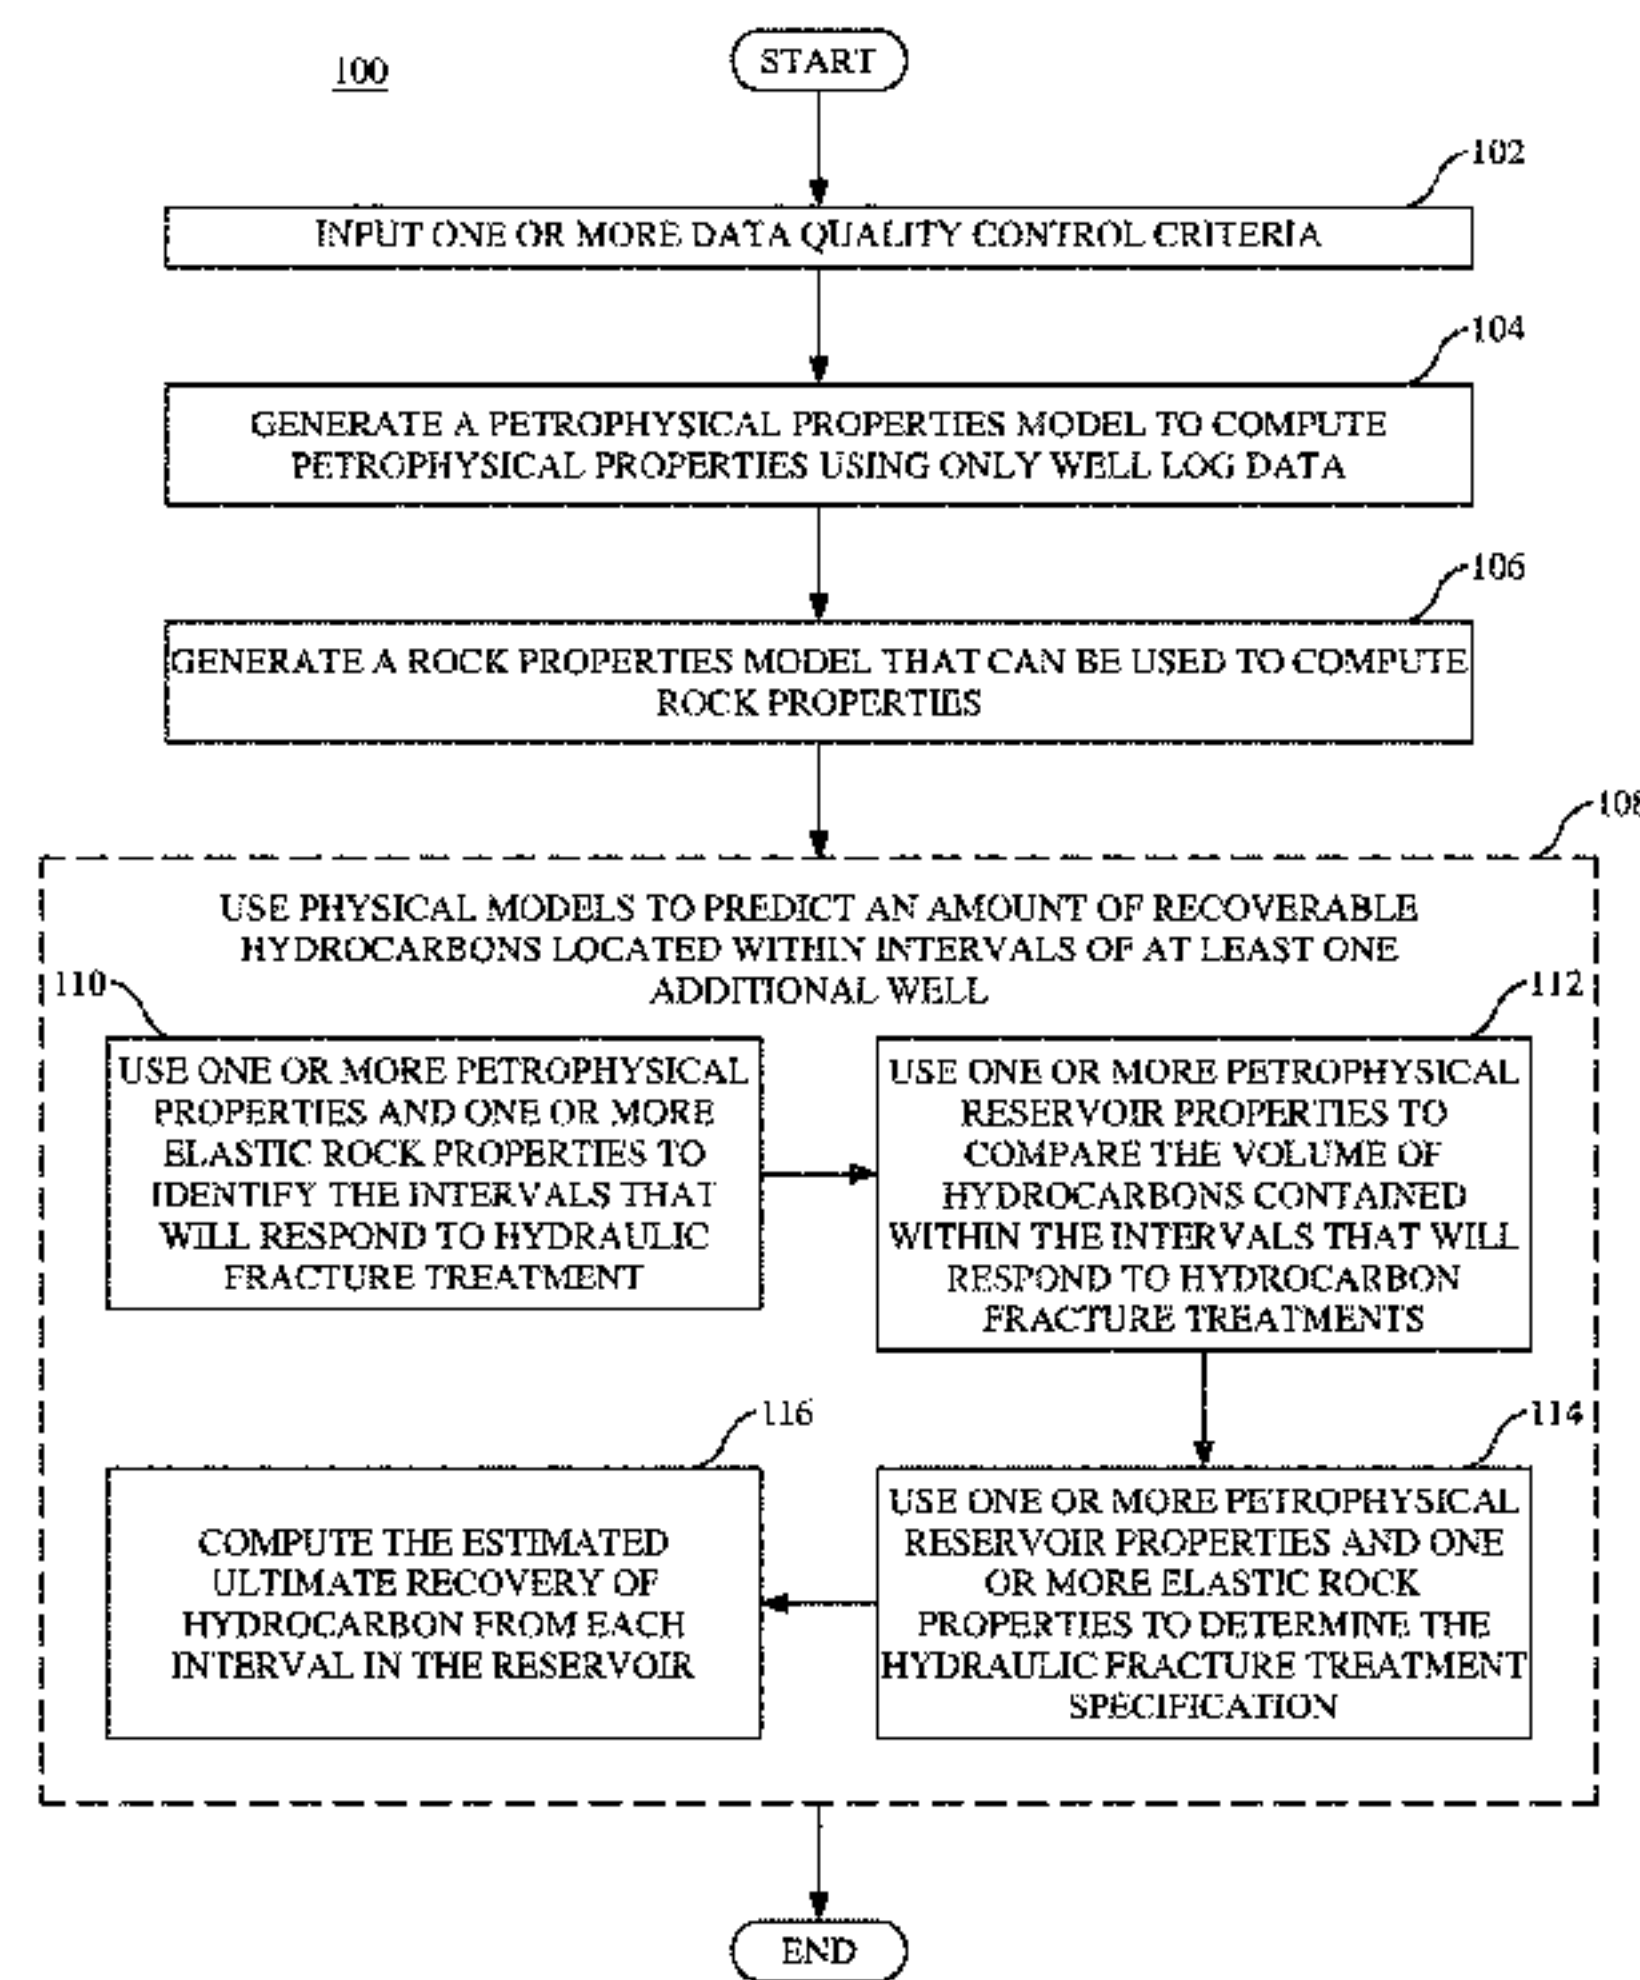 100
START
102
INPUT ONE OR MORE DATA QUALITY CONTROL CRITERIA
104
GENERATE A PETROPHYSICAL PROPERTIES MODEL TO COMPUTE
PETROPHYSICAL PROPERTIES USING ONLY WELL LOG DATA
106
GENERATE A ROCK PROPERTIES MODEL THAT CAN BE USED TO COMPUTE
ROCK PROPERTIES
108
USE PHYSICAL MODELS TO PREDICT AN AMOUNT OF RECOVERABLE
HYDROCARBONS LOCATED WITHIN INTERVALS OF AT LEAST ONE
ADDITIONAL WELL
110
USE ONE OR MORE PETROPHYSICAL
PROPERTIES AND ONE OR MORE
ELASTIC ROCK PROPERTIES TO
IDENTIFY THE INTERVALS THAT
WILL RESPOND TO HYDRAULIC
FRACTURE TREATMENT
112
USE ONE OR MORE PETROPHYSICAL
RESERVOIR PROPERTIES TO
COMPARE THE VOLUME OF
HYDROCARBONS CONTAINED
WITHIN THE INTERVALS THAT WILL
RESPOND TO HYDROCARBON
FRACTURE TREATMENTS
114
USE ONE OR MORE PETROPHYSICAL
RESERVOIR PROPERTIES AND ONE
OR MORE ELASTIC ROCK
PROPERTIES TO DETERMINE THE
HYDRAULIC FRACTURE TREATMENT
SPECIFICATION
116
COMPUTE THE ESTIMATED
ULTIMATE RECOVERY OF
HYDROCARBON FROM EACH
INTERVAL IN THE RESERVOIR
END